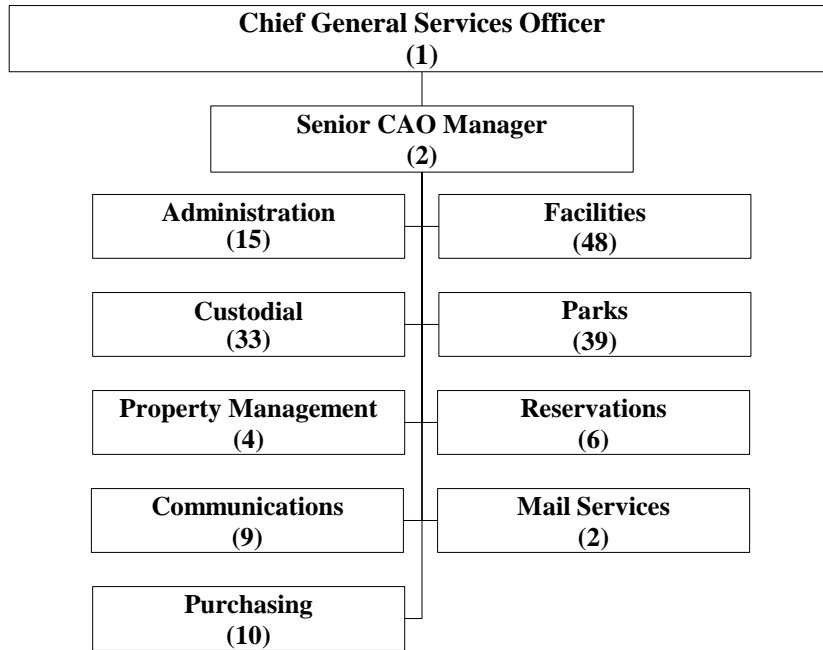 Chief General Services Officer
(1)
Senior CAO Manager
(2)
Administration
(15)
Facilities
(48)
Custodial
(33)
Parks
(39)
Property Management
(4)
Reservations
(6)
Communications
(9)
Mail Services
(2)
Purchasing
(10)